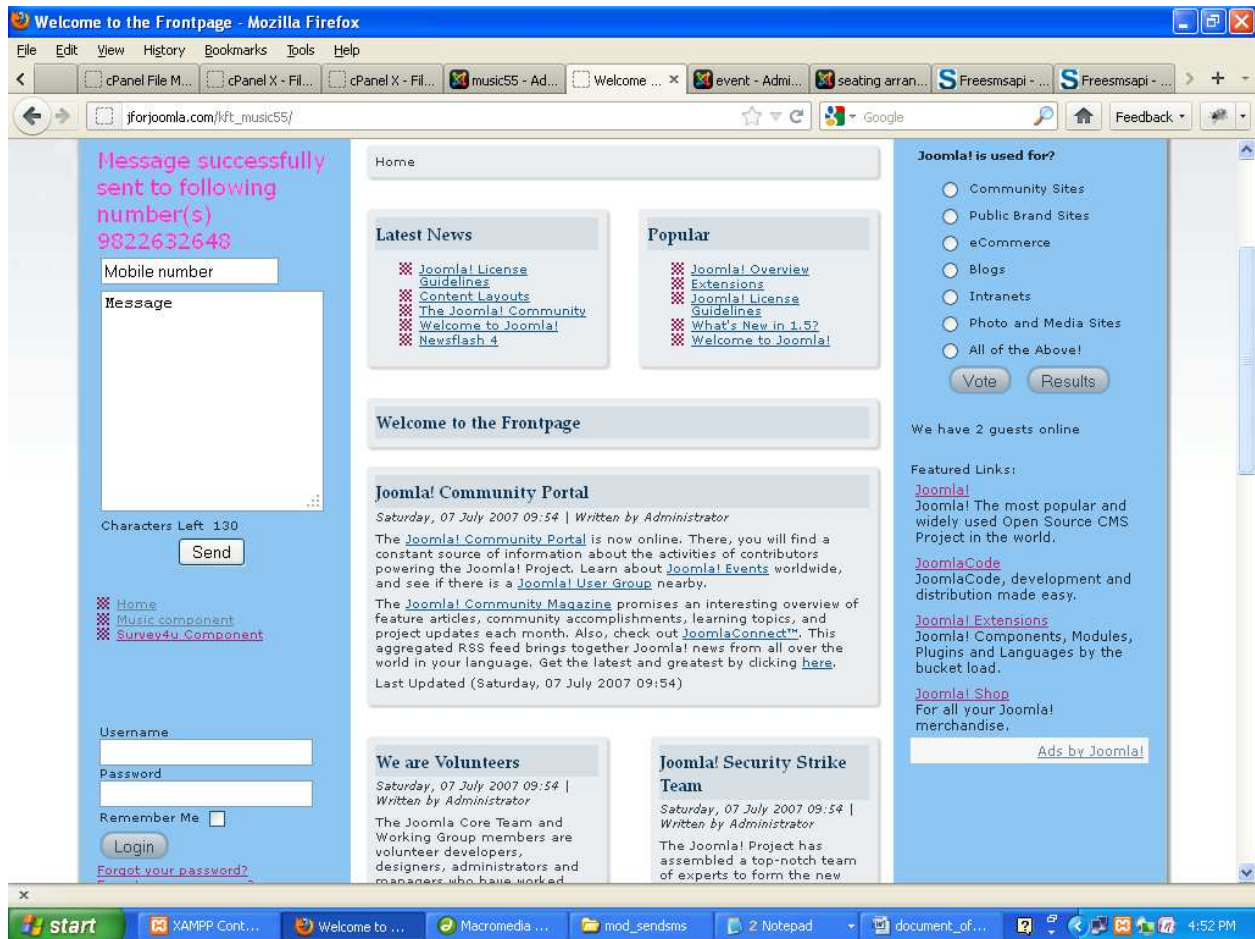 Welcome to the Frontpage - Mozilla Firefox
File Edit View History Bookmarks Tools Help
cPanel File M... cPanel X - Fil... cPanel X - Fil... music55 - Ad... Welcome ... event - Admi... seating arran... Freesmsapi - ... Freesmsapi - ...
jforjoomla.com/kft_music55/ Google Feedback
Message successfully
sent to following
number(s)
9822632648
Mobile number
Message
Characters Left 130
Send
Home
Music component
Survey4u Component
Username
Password
Remember Me
Login
Forgot your password?
Home
Latest News
Joomla! License
Guidelines
Content Layouts
The Joomla! Community
Welcome to Joomla!
Newsflash 4
Popular
Joomla! Overview
Extensions
Joomla! License
Guidelines
What's New in 1.5?
Welcome to Joomla!
Welcome to the Frontpage
Joomla! Community Portal
Saturday, 07 July 2007 09:54 | Written by Administrator
The Joomla! Community Portal is now online. There, you will find a
constant source of information about the activities of contributors
powering the Joomla! Project. Learn about Joomla! Events worldwide,
and see if there is a Joomla! User Group nearby.
The Joomla! Community Magazine promises an interesting overview of
feature articles, community accomplishments, learning topics, and
project updates each month. Also, check out JoomlaConnect™. This
aggregated RSS feed brings together Joomla! news from all over the
world in your language. Get the latest and greatest by clicking here.
Last Updated (Saturday, 07 July 2007 09:54)
We are Volunteers
Saturday, 07 July 2007 09:54 |
Written by Administrator
The Joomla Core Team and
Working Group members are
volunteer developers,
designers, administrators and
managers who have worked
Joomla! Security Strike
Team
Saturday, 07 July 2007 09:54 |
Written by Administrator
The Joomla! Project has
assembled a top-notch team
of experts to form the new
Joomla! is used for?
Community Sites
Public Brand Sites
eCommerce
Blogs
Intranets
Photo and Media Sites
All of the Above!
Vote Results
We have 2 guests online
Featured Links:
Joomla!
Joomla! The most popular and
widely used Open Source CMS
Project in the world.
JoomlaCode
JoomlaCode, development and
distribution made easy.
Joomla! Extensions
Joomla! Components, Modules,
Plugins and Languages by the
bucket load.
Joomla! Shop
For all your Joomla!
merchandise.
Ads by Joomla!
start XAMPP Cont... Welcome to ... Macromedia ... mod_sendsms 2 Notepad document_of... 4:52 PM